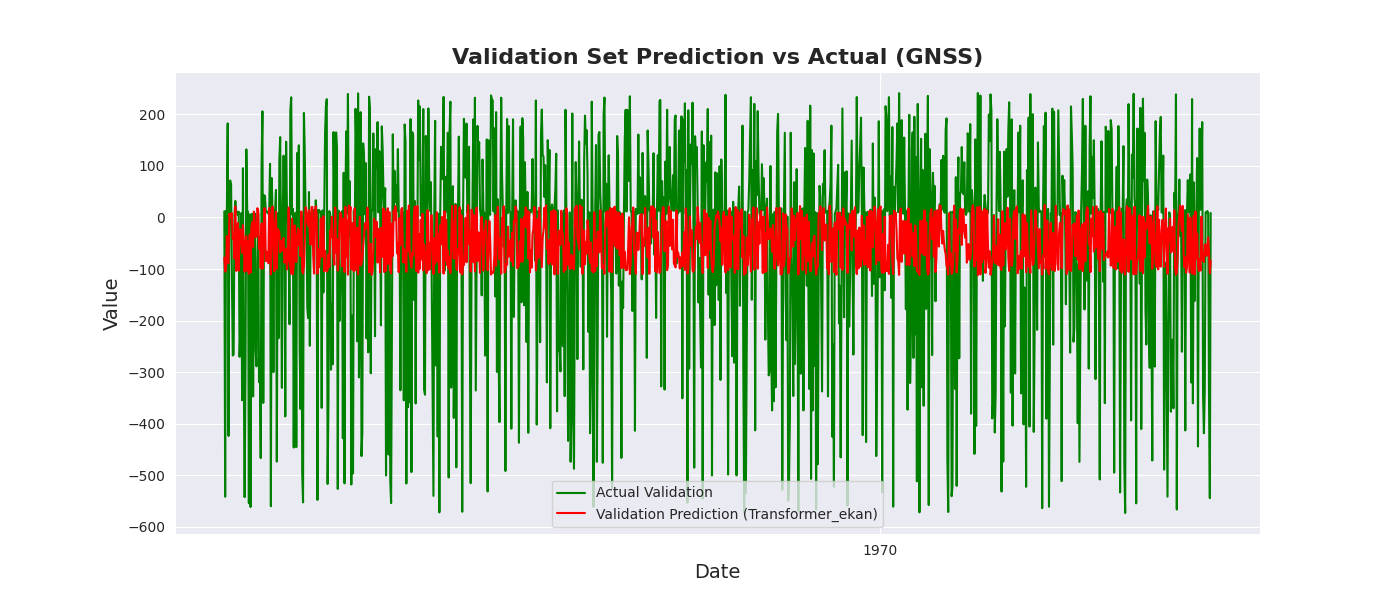 Validation Set Prediction vs Actual (GNSS)
Value
200
100
0
−100
−200
−300
−400
−500
−600
Actual Validation
Validation Prediction (Transformer_ekan)
1970
Date